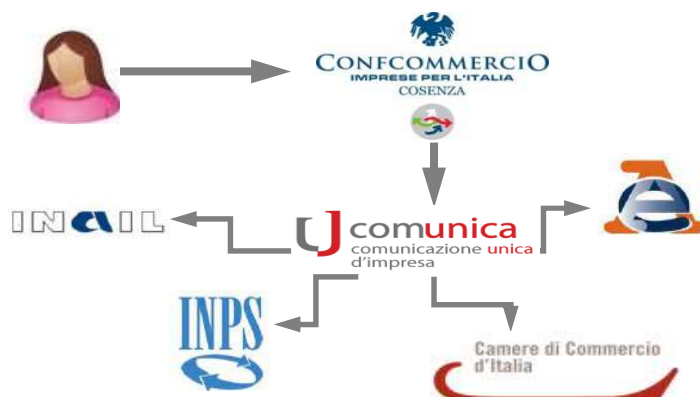 CONFCOMMERCIO
IMPRESE PER L'ITALIA
COSENZA
INAIL
comunica
comunicazione unica
d'impresa
INPS
Camere di Commercio
d'Italia